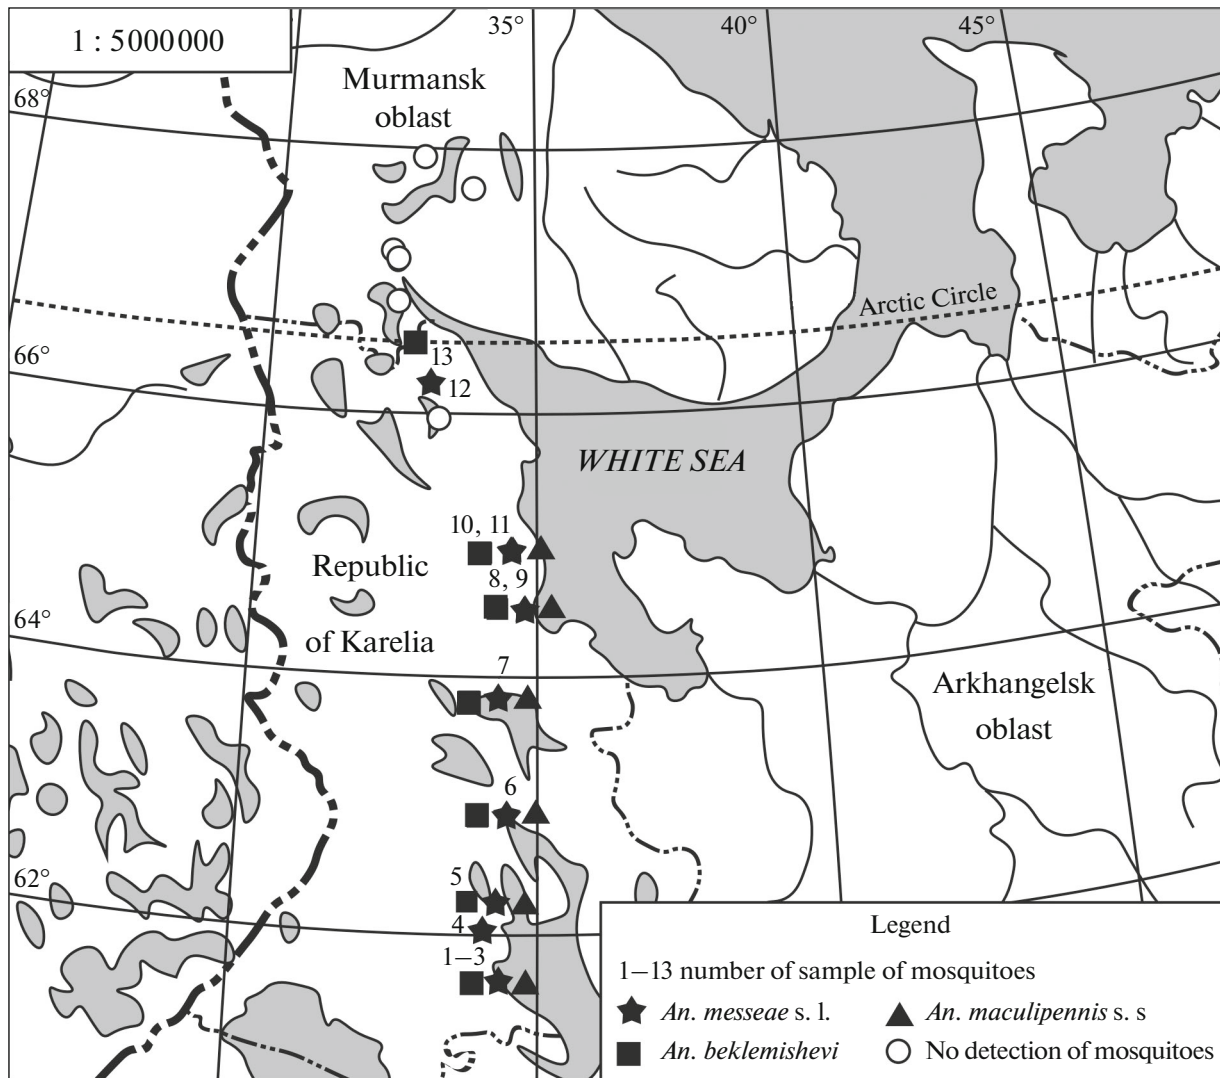 1 : 5000000
35°
40°
45°
Murmansk
oblast
68°
Arctic Circle
66°
13
12
WHITE SEA
10, 11
8, 9
Republic
of Karelia
64°
7
Arkhangelsk
oblast
6
62°
5
4
1–3
Legend
1–13 number of sample of mosquitoes
An. messeae s. l.
An. maculipennis s. s
An. beklemishevi
No detection of mosquitoes